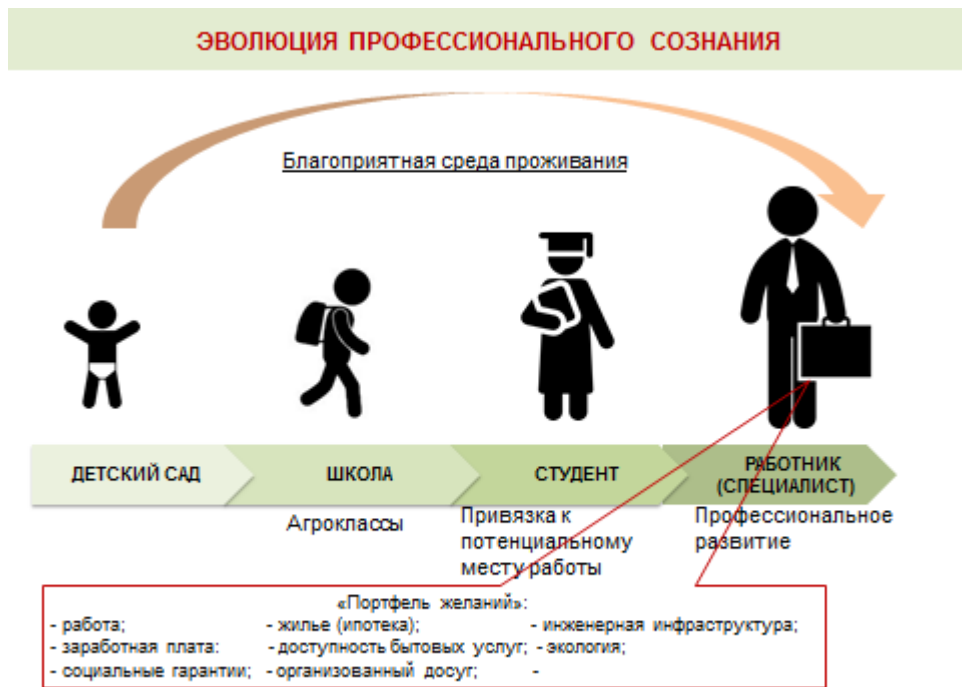 ЭВОЛЮЦИЯ ПРОФЕССИОНАЛЬНОГО СОЗНАНИЯ
Благоприятная среда проживания
ДЕТСКИЙ САД
ШКОЛА
СТУДЕНТ
РАБОТНИК
(СПЕЦИАЛИСТ)
Агроклассы
Привязка к
потенциальному
месту работы
Профессиональное
развитие
«Портфель желаний»:
- работа; - жилье (ипотека); - инженерная инфраструктура;
- заработная плата: - доступность бытовых услуг; - экология;
- социальные гарантии; - организованный досуг; -